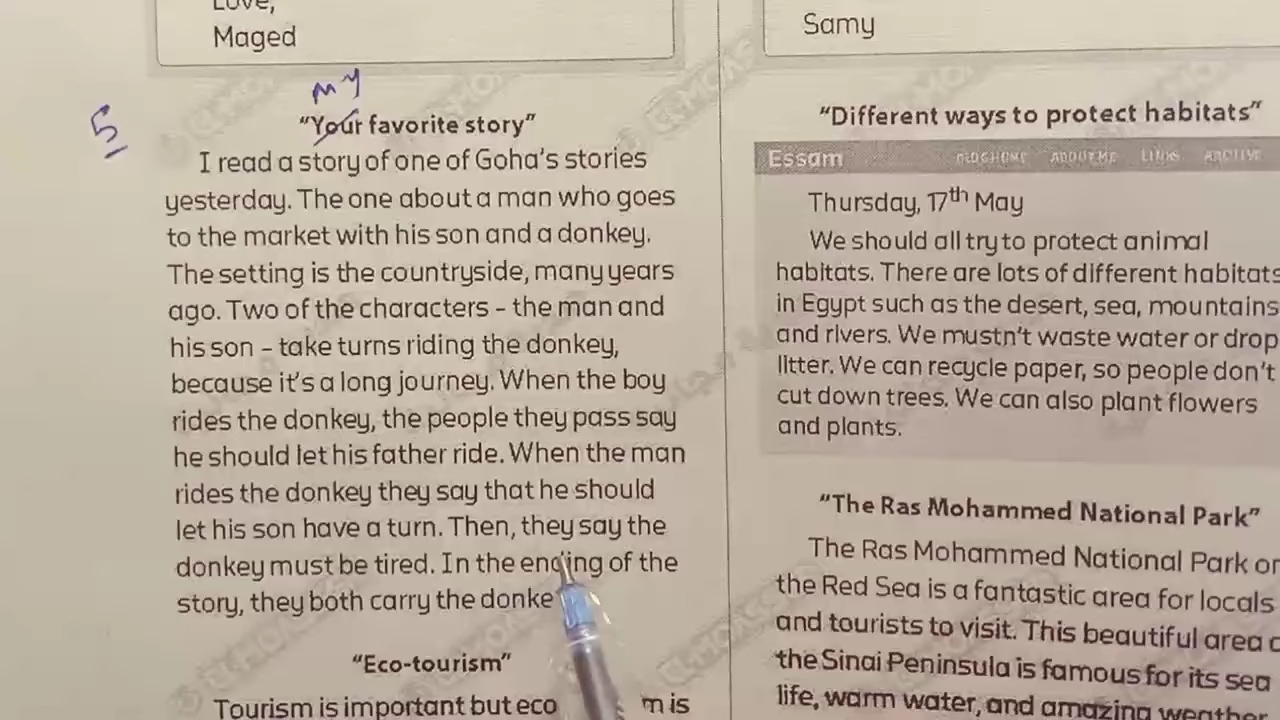 Love,
Maged
my
5
"Your favorite story"
I read a story of one of Goha's stories
yesterday. The one about a man who goes
to the market with his son and a donkey.
The setting is the countryside, many years
ago. Two of the characters – the man and
his son – take turns riding the donkey,
because it's a long journey. When the boy
rides the donkey, the people they pass say
he should let his father ride. When the man
rides the donkey they say that he should
let his son have a turn. Then, they say the
donkey must be tired. In the ending of the
story, they both carry the donke
"Eco-tourism"
Tourism is important but eco m is
Samy
"Different ways to protect habitats"
Essam BLOG HOME ABOUT ME LINKS ARCHIVE
Thursday, 17th May
We should all try to protect animal
habitats. There are lots of different habitats
in Egypt such as the desert, sea, mountains
and rivers. We mustn't waste water or drop
litter. We can recycle paper, so people don't
cut down trees. We can also plant flowers
and plants.
"The Ras Mohammed National Park"
The Ras Mohammed National Park on
the Red Sea is a fantastic area for locals
and tourists to visit. This beautiful area
the Sinai Peninsula is famous for its sea
life, warm water, and amazing weather